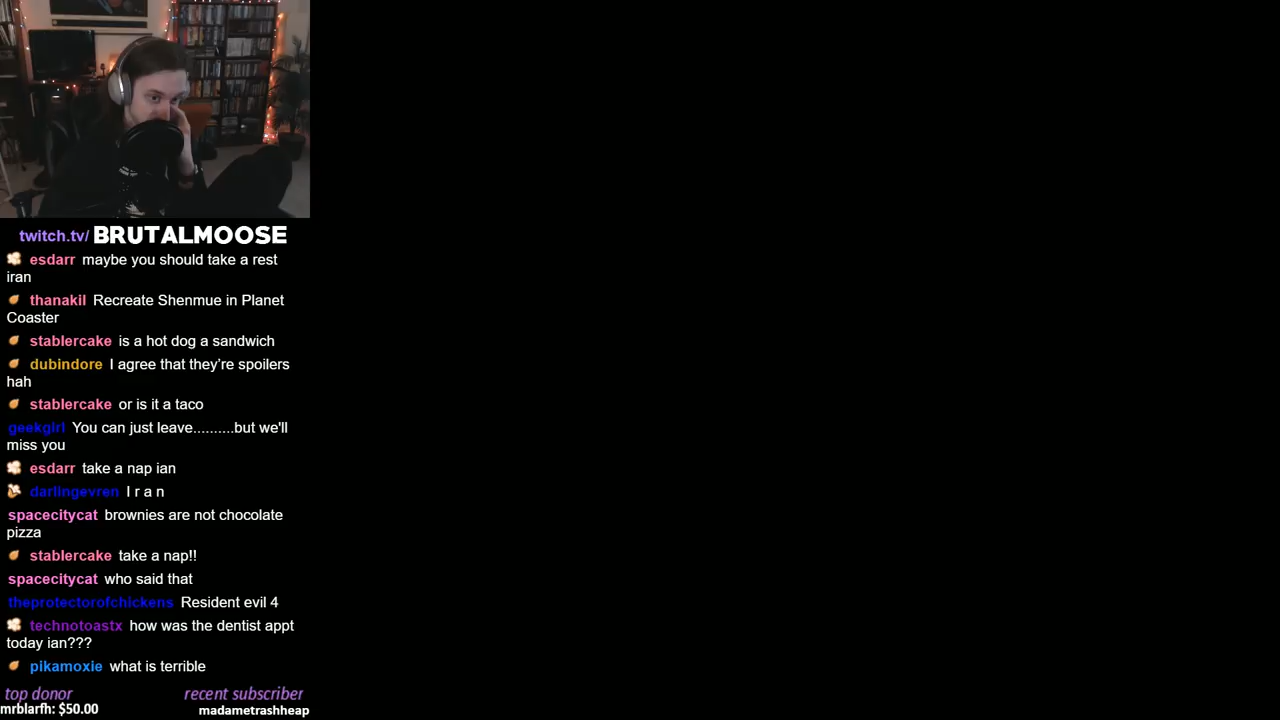 twitch.tv/ BRUTALMOOSE
esdarr maybe you should take a rest
iran
thanakil Recreate Shenmue in Planet
Coaster
stablercake is a hot dog a sandwich
dubindore I agree that they're spoilers
hah
stablercake or is it a taco
geekglrl You can just leave..........but we'll
miss you
esdarr take a nap ian
darlingevren I r a n
spacecitycat brownies are not chocolate
pizza
stablercake take a nap!!
spacecitycat who said that
theprotectorofchickens Resident evil 4
technotoastx how was the dentist appt
today ian???
pikamoxie what is terrible
top donor recent subscriber
mrblarfh: $50.00 madametrashheap